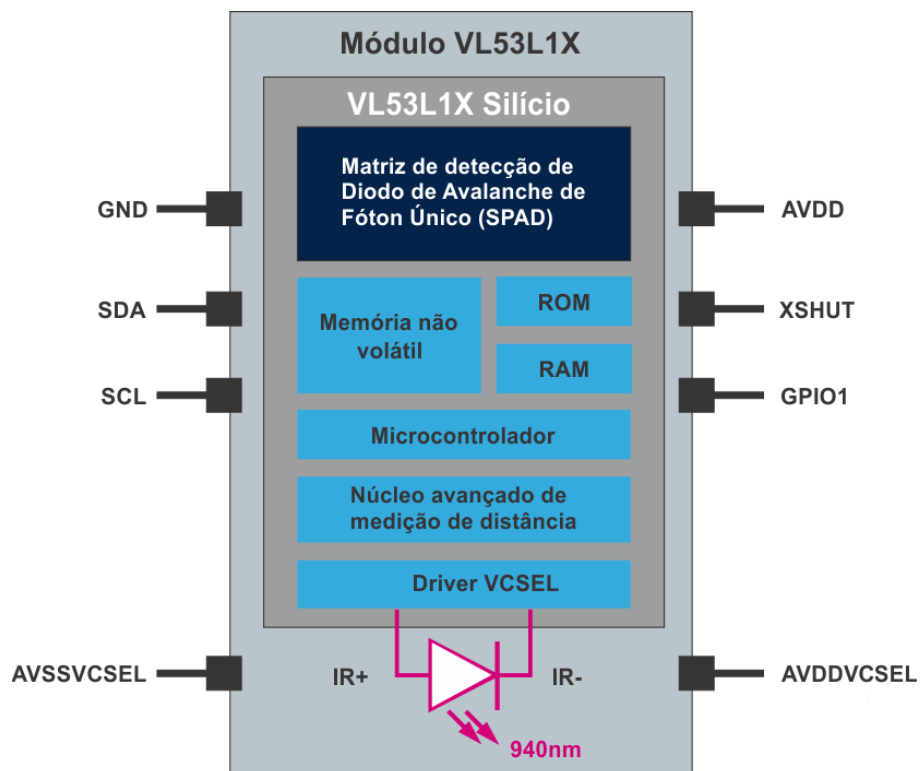 Módulo VL53L1X
VL53L1X Silício
Matriz de detecção de
Diodo de Avalanche de
Fóton Único (SPAD)
GND
AVDD
SDA
Memória não
volátil
ROM
XSHUT
RAM
SCL
GPIO1
Microcontrolador
Núcleo avançado de
medição de distância
Driver VCSEL
AVSSVCSEL
IR+
IR-
AVDDVCSEL
940nm